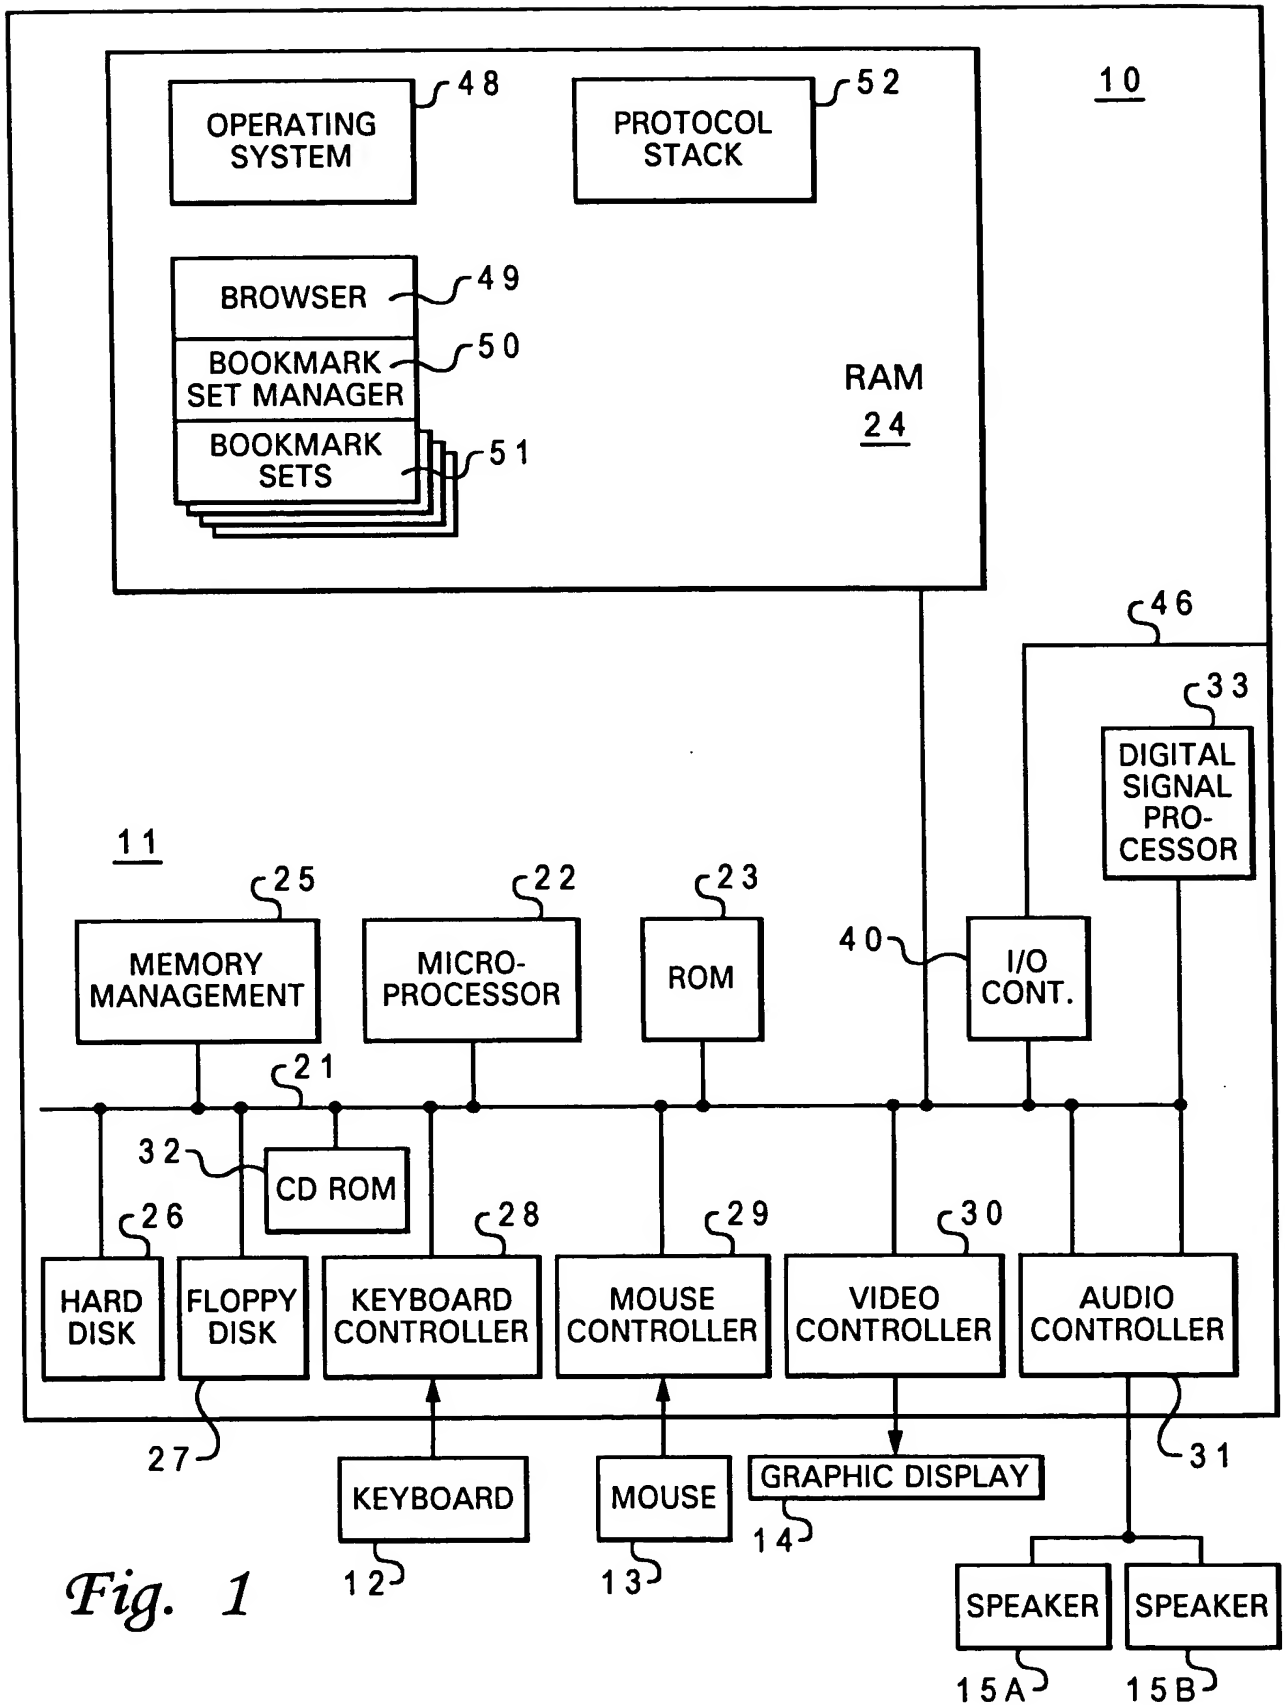 10
48
OPERATING
SYSTEM
52
PROTOCOL
STACK
49
BROWSER
50
BOOKMARK
SET MANAGER
51
BOOKMARK
SETS
RAM
24
46
33
DIGITAL
SIGNAL
PRO-
CESSOR
11
25
MEMORY
MANAGEMENT
22
MICRO-
PROCESSOR
23
ROM
40
I/O
CONT.
21
32
CD ROM
26
HARD
DISK
FLOPPY
DISK
27
28
KEYBOARD
CONTROLLER
29
MOUSE
CONTROLLER
30
VIDEO
CONTROLLER
AUDIO
CONTROLLER
31
KEYBOARD
12
MOUSE
13
GRAPHIC DISPLAY
14
SPEAKER
15A
SPEAKER
15B
Fig. 1